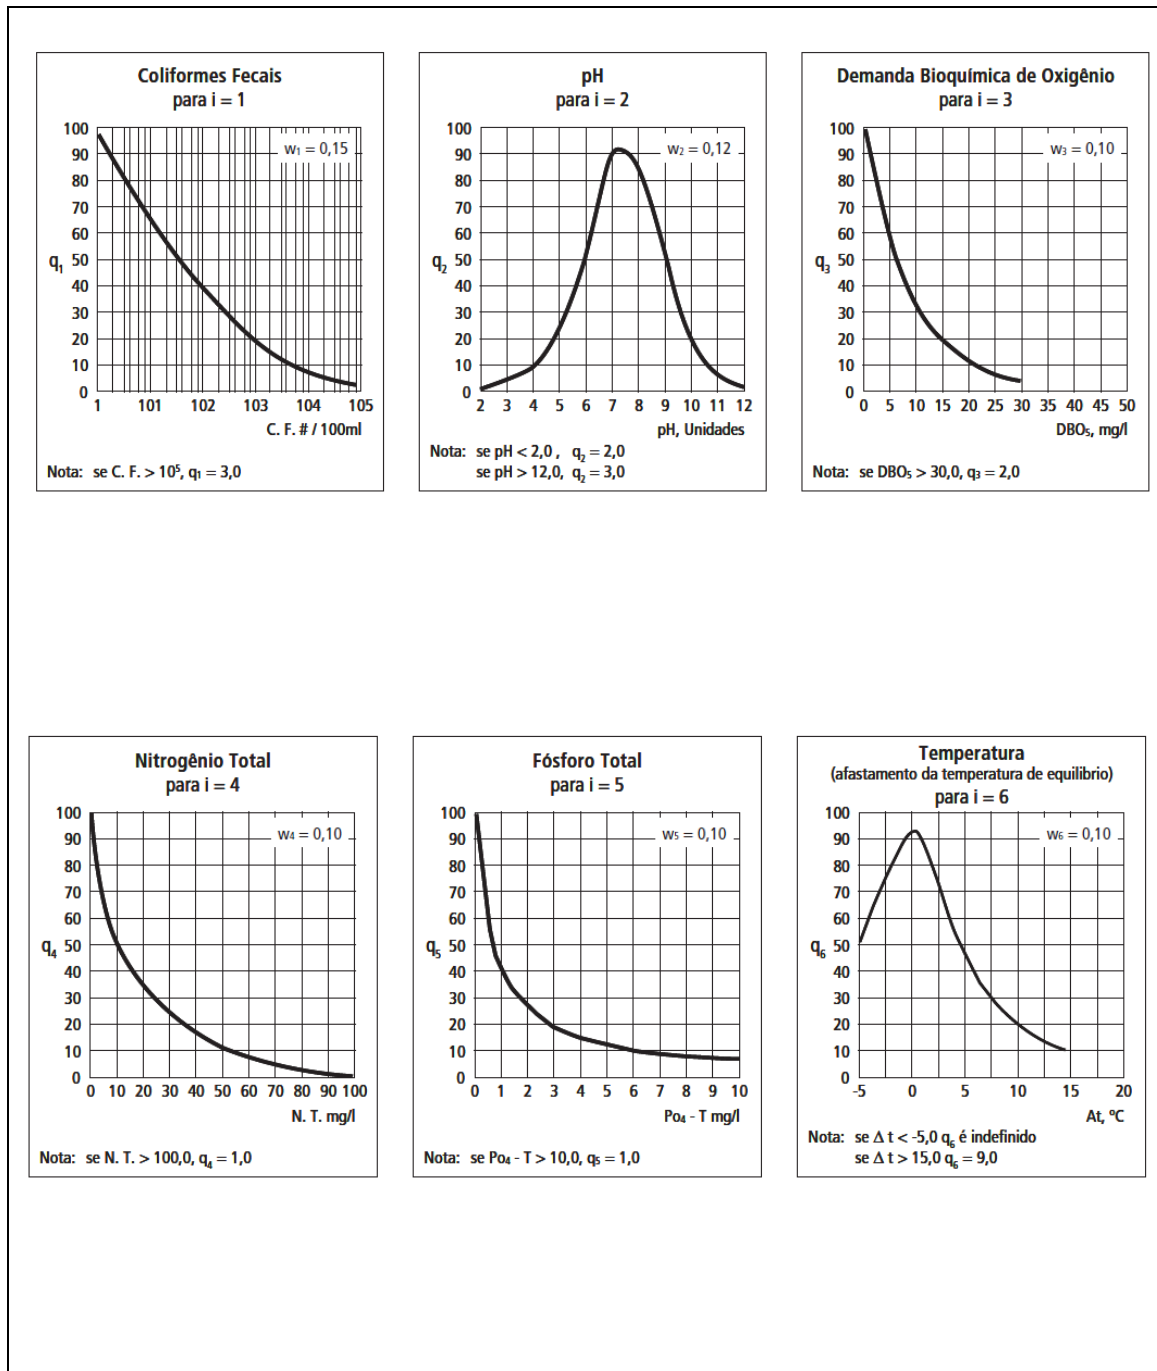 Coliformes Fecais
para i = 1
w₁ = 0,15
100
90
80
70
60
q₁ 50
40
30
20
10
0
1 101 102 103 104 105
C. F. # / 100ml
Nota: se C. F. > 10⁵, q₁ = 3,0
pH
para i = 2
w₂ = 0,12
100
90
80
70
60
q₂ 50
40
30
20
10
0
2 3 4 5 6 7 8 9 10 11 12
pH, Unidades
Nota: se pH < 2,0 , q₂ = 2,0
se pH > 12,0, q₂ = 3,0
Demanda Bioquímica de Oxigênio
para i = 3
w₃ = 0,10
100
90
80
70
60
q₃ 50
40
30
20
10
0
0 5 10 15 20 25 30 35 40 45 50
DBO₅, mg/l
Nota: se DBO₅ > 30,0, q₃ = 2,0
Nitrogênio Total
para i = 4
w₄ = 0,10
100
90
80
70
60
q₄ 50
40
30
20
10
0
0 10 20 30 40 50 60 70 80 90 100
N. T. mg/l
Nota: se N. T. > 100,0, q₄ = 1,0
Fósforo Total
para i = 5
w₅ = 0,10
100
90
80
70
60
q₅ 50
40
30
20
10
0
0 1 2 3 4 5 6 7 8 9 10
Po₄ - T mg/l
Nota: se Po₄ - T > 10,0, q₅ = 1,0
Temperatura
(afastamento da temperatura de equilibrio)
para i = 6
w₆ = 0,10
100
90
80
70
60
q₆ 50
40
30
20
10
0
-5 0 5 10 15 20
At, ºC
Nota: se Δ t < -5,0 q₆ é indefinido
se Δ t > 15,0 q₆ = 9,0